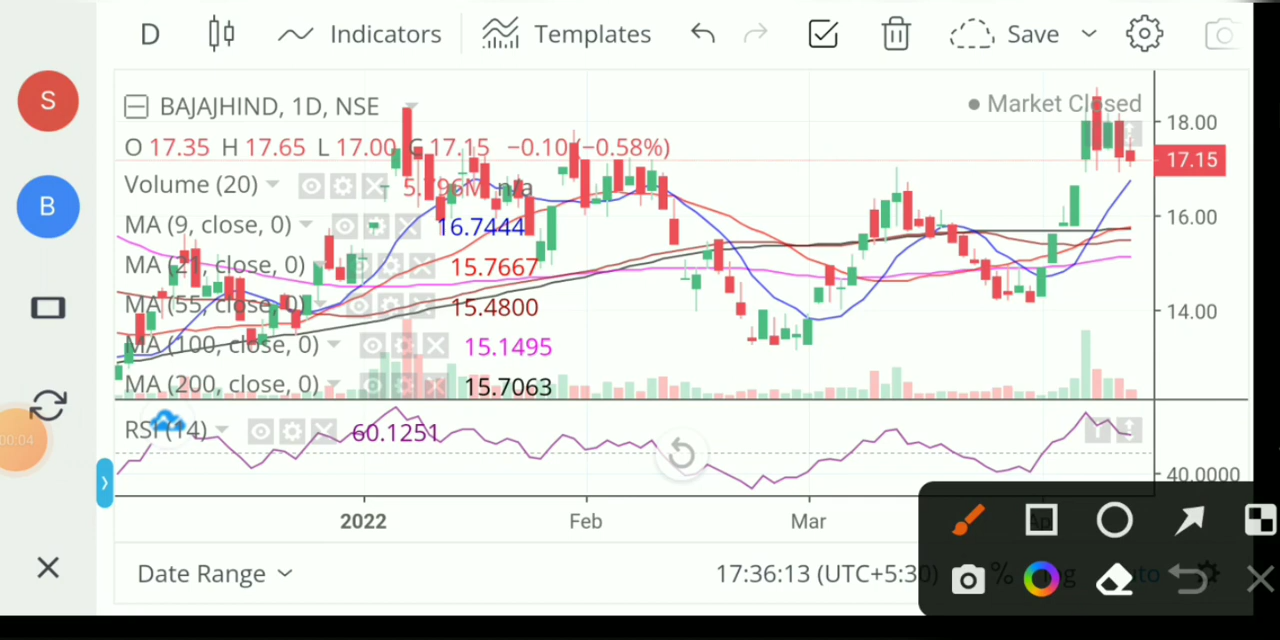 D Indicators Templates Save
S
BAJAJHIND, 1D, NSE Market Closed
O 17.35 H 17.65 L 17.00 C 17.15 −0.10 (−0.58%)
18.00
17.15
Volume (20) 5.796M n/a
B
MA (9, close, 0) 16.7444
16.00
MA (21, close, 0) 15.7667
MA (55, close, 0) 15.4800
14.00
MA (100, close, 0) 15.1495
MA (200, close, 0) 15.7063
RSI (14) 60.1251
00:04
40.0000
2022 Feb Mar
Date Range 17:36:13 (UTC+5:30) %